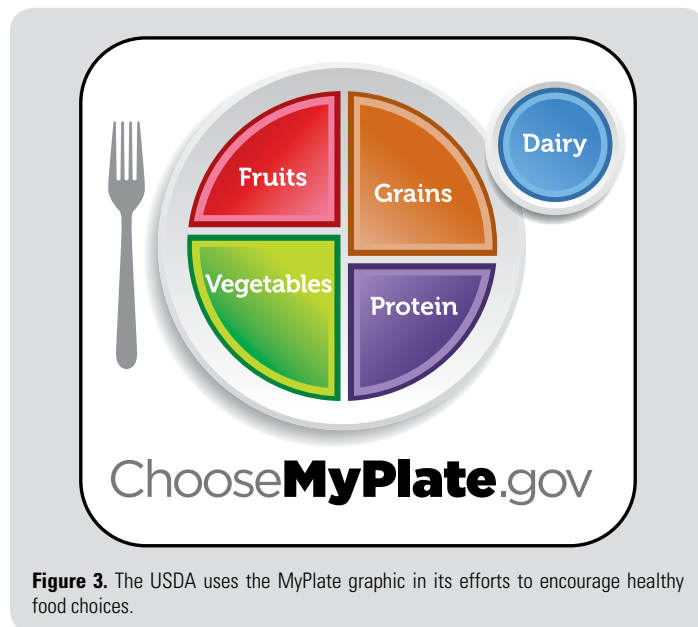 Fruits
Grains
Dairy
Vegetables
Protein
ChooseMyPlate.gov
Figure 3. The USDA uses the MyPlate graphic in its efforts to encourage healthy
food choices.